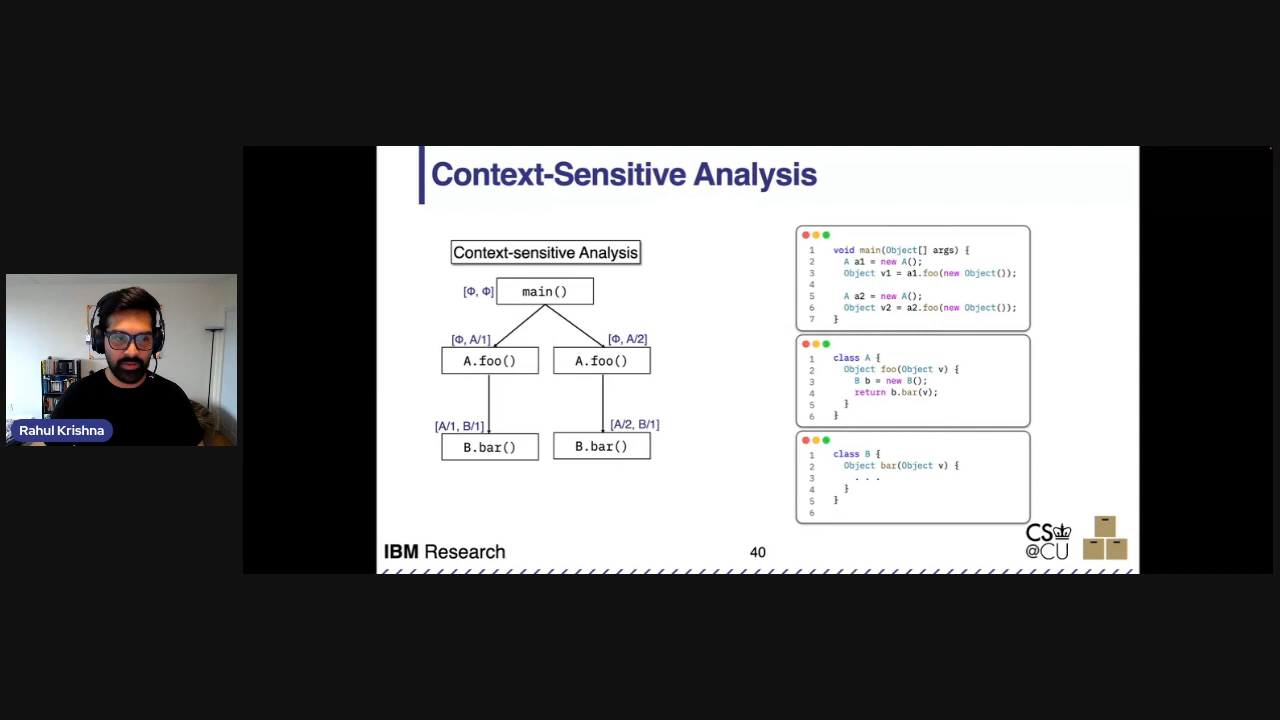 Context-Sensitive Analysis
Context-sensitive Analysis
[Φ, Φ] main()
[Φ, A/1] [Φ, A/2]
A.foo() A.foo()
[A/1, B/1] [A/2, B/1]
B.bar() B.bar()
1 void main(Object[] args) {
2 A a1 = new A();
3 Object v1 = a1.foo(new Object());
4
5 A a2 = new A();
6 Object v2 = a2.foo(new Object());
7 }
1 class A {
2 Object foo(Object v) {
3 B b = new B();
4 return b.bar(v);
5 }
6 }
1 class B {
2 Object bar(Object v) {
3 . . .
4 }
5 }
6
Rahul Krishna
IBM Research
40
CS
@CU